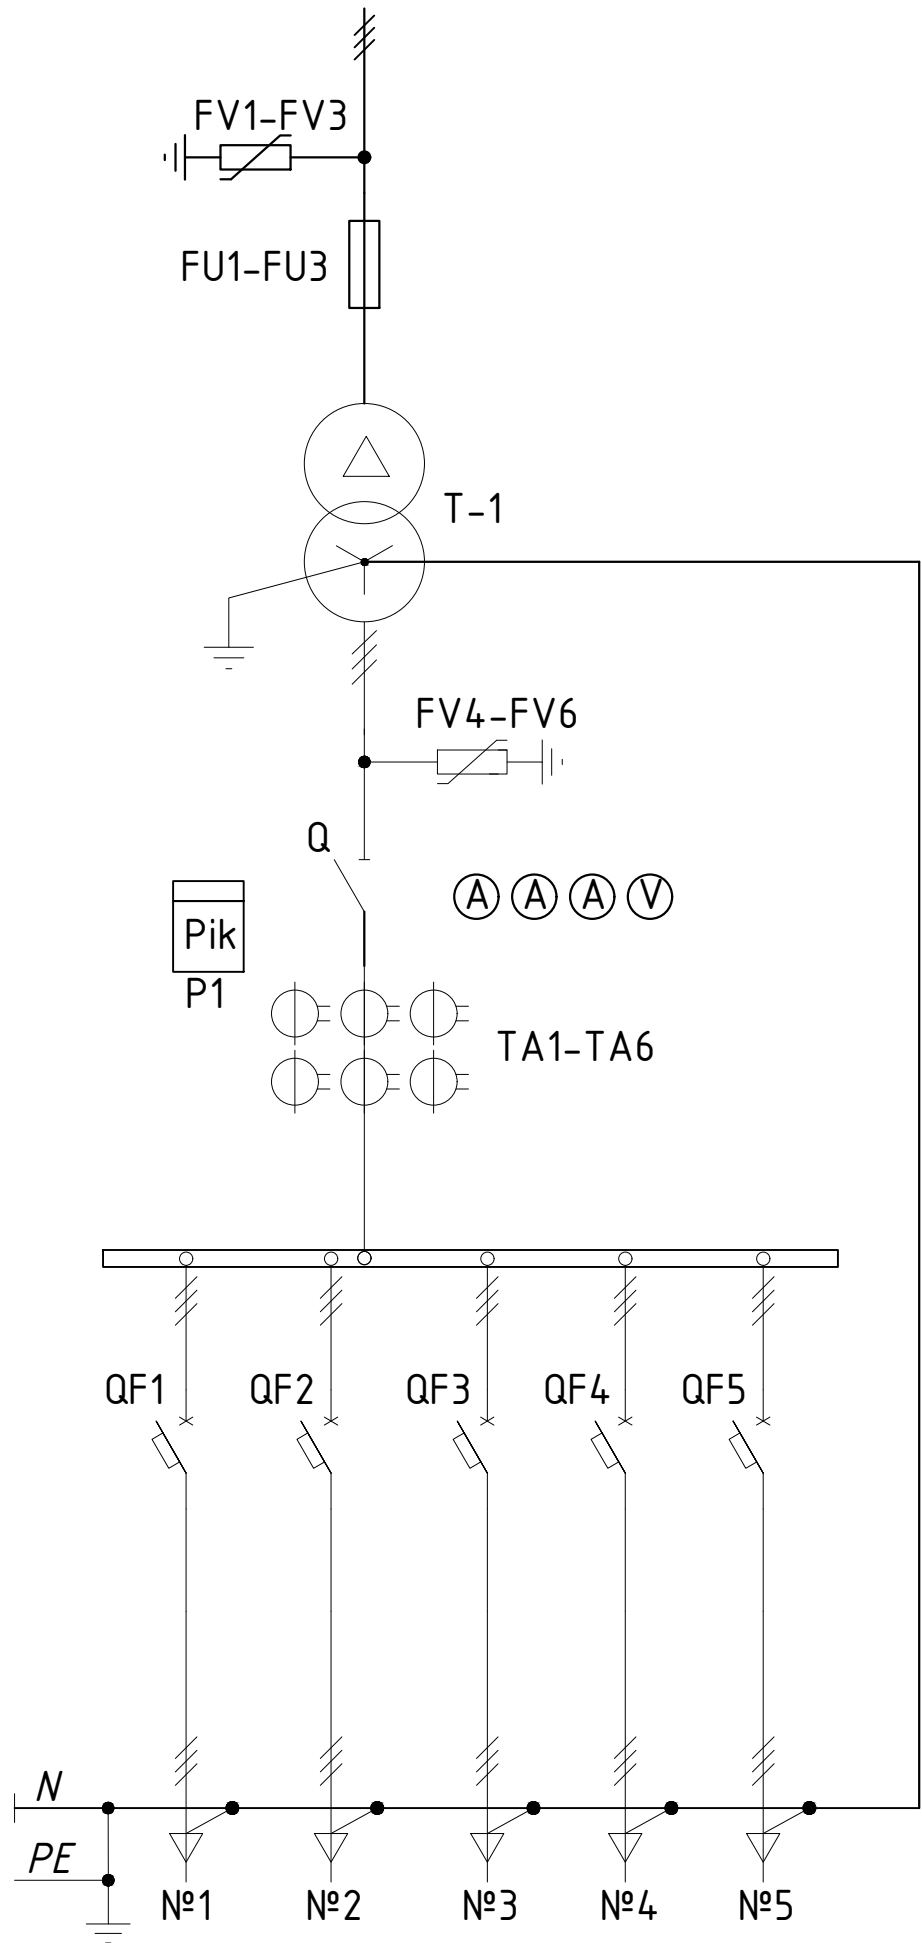 FV1-FV3
FU1-FU3
T-1
FV4-FV6
Q
A A A V
Pik
P1
TA1-TA6
QF1 QF2 QF3 QF4 QF5
N
PE
№1 №2 №3 №4 №5